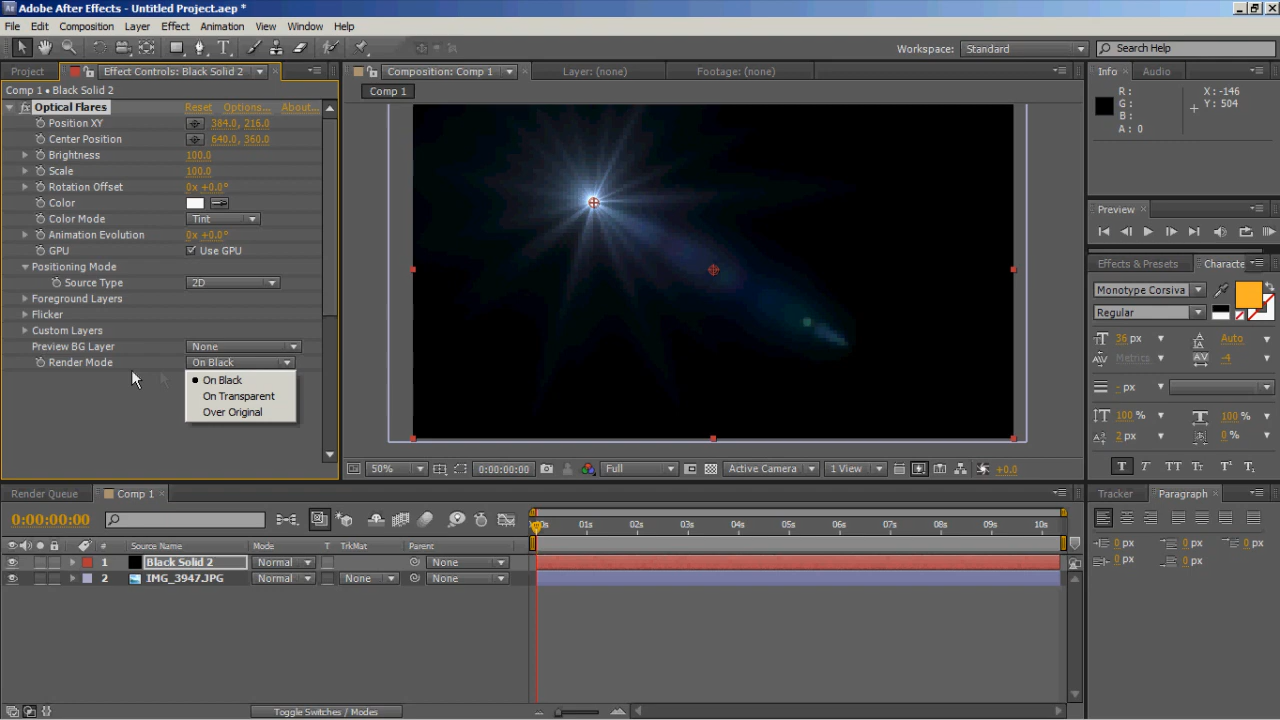 Adobe After Effects - Untitled Project.aep *
File Edit Composition Layer Effect Animation View Window Help
Workspace: Standard Search Help
Project Effect Controls: Black Solid 2 Composition: Comp 1 Layer: (none) Footage: (none) Info Audio
Comp 1 • Black Solid 2
Comp 1
R: X: -146
G: Y: 504
B:
A: 0
Optical Flares Reset Options... About...
Position XY 384.0, 216.0
Center Position 640.0, 360.0
Brightness 100.0
Scale 100.0
Rotation Offset 0x +0.0°
Color
Color Mode Tint
Animation Evolution 0x +0.0°
GPU Use GPU
Positioning Mode
Source Type 2D
Foreground Layers
Flicker
Custom Layers
Preview BG Layer None
Render Mode On Black
On Black
On Transparent
Over Original
Preview
Effects & Presets Characte
Monotype Corsiva
Regular
36 px Auto
Metrics -4
- px
100 % 100 %
2 px 0 %
T T TT Tт T¹ T₁
50% 0:00:00:00 Full Active Camera 1 View +0.0
Render Queue Comp 1
Tracker Paragraph
0:00:00:00
00s 01s 02s 03s 04s 05s 06s 07s 08s 09s 10s
# Source Name Mode T TrkMat Parent
1 Black Solid 2 Normal None
2 IMG_3947.JPG Normal None None
0 px 0 px 0 px
0 px 0 px
Toggle Switches / Modes